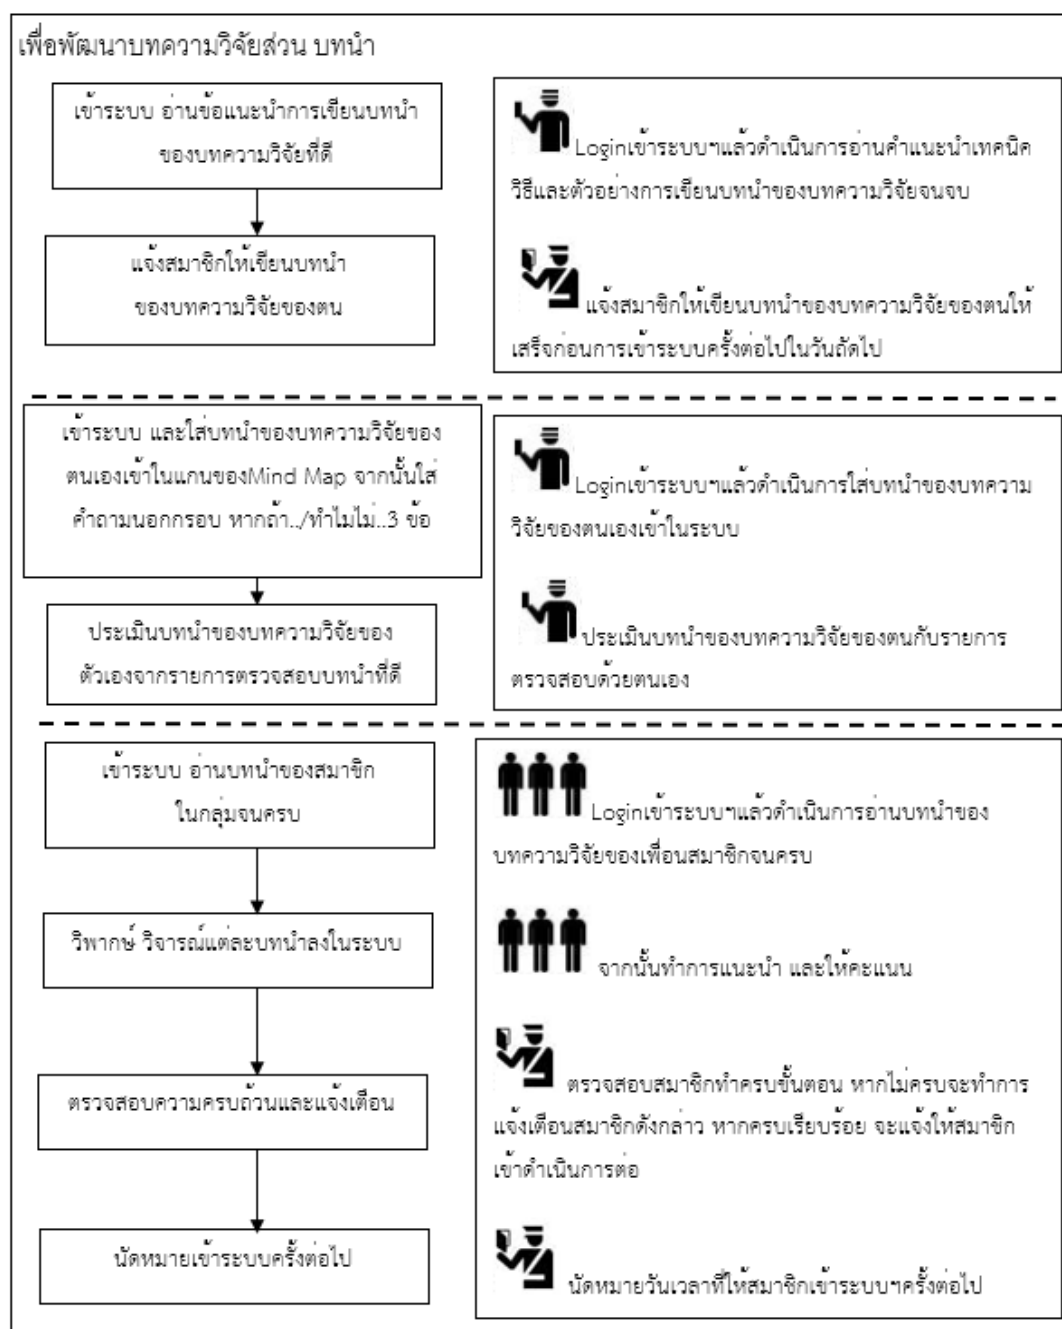 เพื่อพัฒนาบทความวิจัยส่วน บทนำ
เข้าระบบ อ่านข้อแนะนำการเขียนบทนำ
ของบทความวิจัยที่ดี
แจ้งสมาชิกให้เขียนบทนำ
ของบทความวิจัยของตน
Loginเข้าระบบฯแล้วดำเนินการอ่านคำแนะนำเทคนิค
วิธีและตัวอย่างการเขียนบทนำของบทความวิจัยจนจบ
แจ้งสมาชิกให้เขียนบทนำของบทความวิจัยของตนให้
เสร็จก่อนการเข้าระบบครั้งต่อไปในวันถัดไป
เข้าระบบ และใส่บทนำของบทความวิจัยของ
ตนเองเข้าในแกนของMind Map จากนั้นใส่
คำถามนอกกรอบ หากถ้า../ทำไมไม่..3 ข้อ
ประเมินบทนำของบทความวิจัยของ
ตัวเองจากรายการตรวจสอบบทนำที่ดี
Loginเข้าระบบฯแล้วดำเนินการใส่บทนำของบทความ
วิจัยของตนเองเข้าในระบบ
ประเมินบทนำของบทความวิจัยของตนกับรายการ
ตรวจสอบด้วยตนเอง
เข้าระบบ อ่านบทนำของสมาชิก
ในกลุ่มจนครบ
วิพากษ์ วิจารณ์แต่ละบทนำลงในระบบ
ตรวจสอบความครบถ้วนและแจ้งเตือน
นัดหมายเข้าระบบครั้งต่อไป
Loginเข้าระบบฯแล้วดำเนินการอ่านบทนำของ
บทความวิจัยของเพื่อนสมาชิกจนครบ
จากนั้นทำการแนะนำ และให้คะแนน
ตรวจสอบสมาชิกทำครบขั้นตอน หากไม่ครบจะทำการ
แจ้งเตือนสมาชิกดังกล่าว หากครบเรียบร้อย จะแจ้งให้สมาชิก
เข้าดำเนินการต่อ
นัดหมายวันเวลาที่ให้สมาชิกเข้าระบบฯครั้งต่อไป